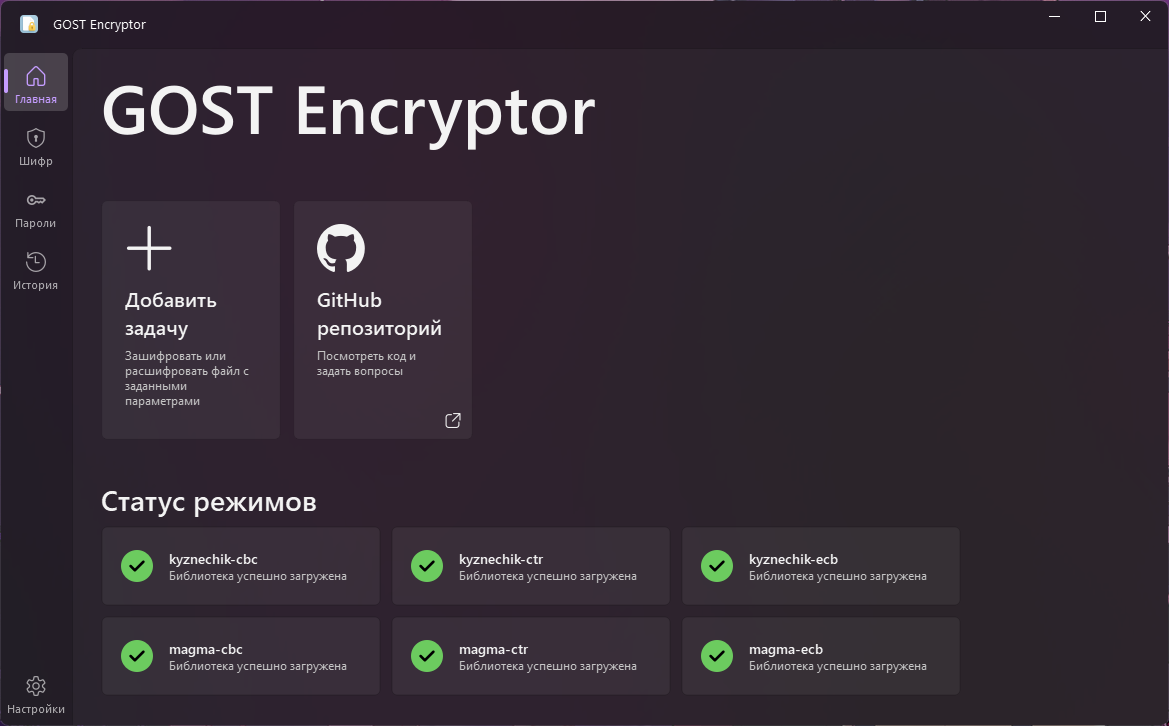 GOST Encryptor
Главная
Шифр
Пароли
История
Настройки
GOST Encryptor
Добавить
задачу
Зашифровать или
расшифровать файл с
заданными
параметрами
GitHub
репозиторий
Посмотреть код и
задать вопросы
Статус режимов
kyznechik-cbc
Библиотека успешно загружена
kyznechik-ctr
Библиотека успешно загружена
kyznechik-ecb
Библиотека успешно загружена
magma-cbc
Библиотека успешно загружена
magma-ctr
Библиотека успешно загружена
magma-ecb
Библиотека успешно загружена